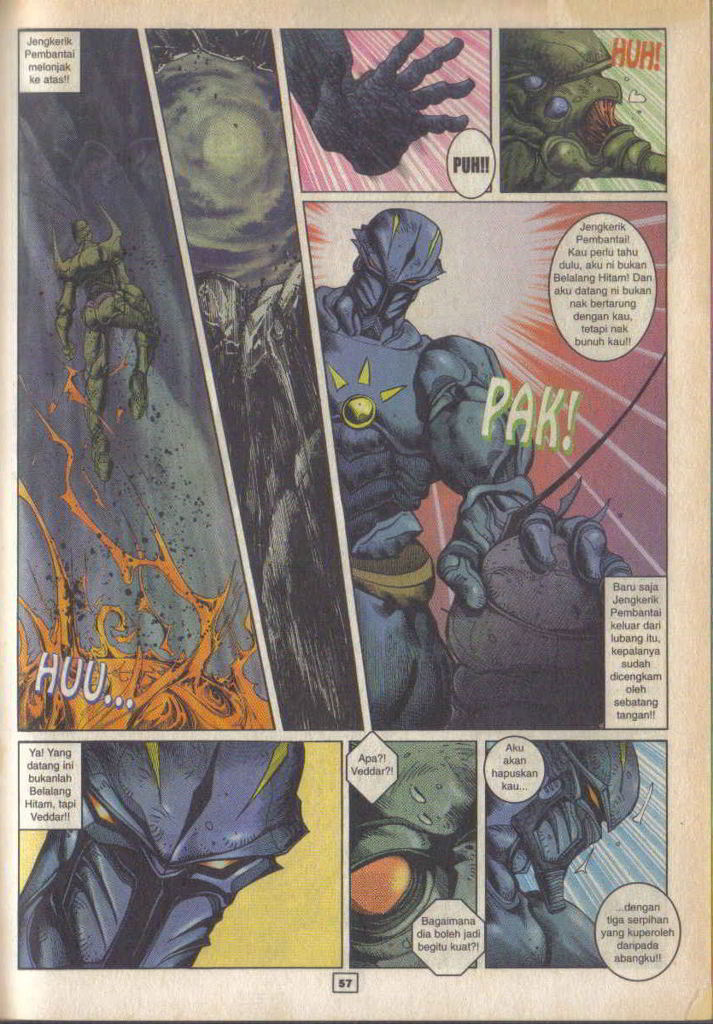 Jengkerik
Pembantai
melonjak
ke atas!!
PUH!!
HUH!
Jengkerik
Pembantai!
Kau perlu tahu
dulu, aku ni bukan
Belalang Hitam! Dan
aku datang ni bukan
nak bertarung
dengan kau,
tetapi nak
bunuh kau!!
PAK!
HUU...
Baru saja
Jengkerik
Pembantai
keluar dari
lubang itu,
kepalanya
sudah
dicengkam
oleh
sebatang
tangan!!
Ya! Yang
datang ini
bukanlah
Belalang
Hitam, tapi
Veddar!!
Apa?!
Veddar?!
Bagaimana
dia boleh jadi
begitu kuat?!
Aku
akan
hapuskan
kau...
...dengan
tiga serpihan
yang kuperoleh
daripada
abangku!!
57